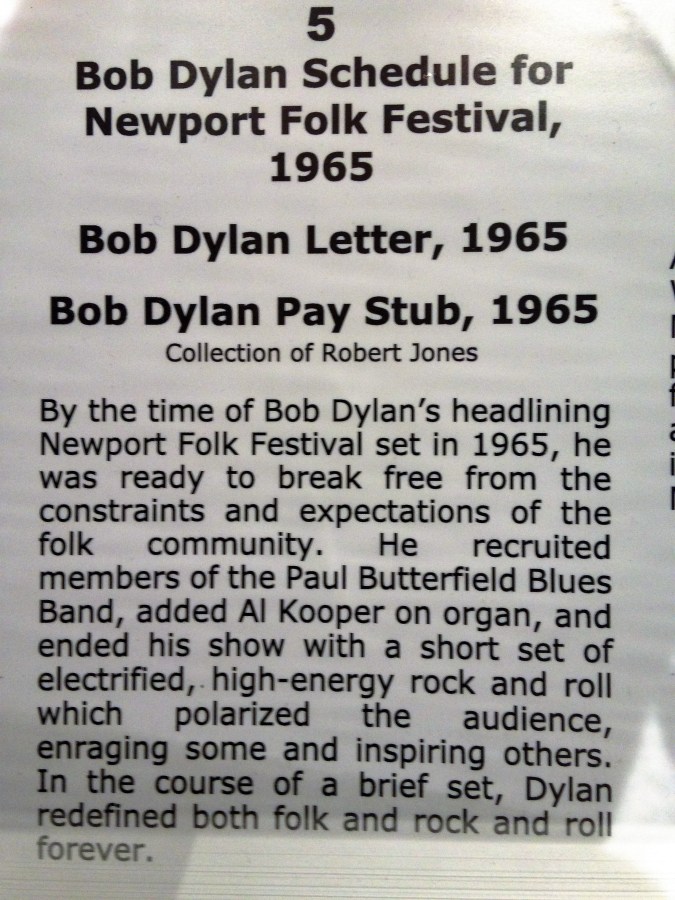 5
Bob Dylan Schedule for
Newport Folk Festival,
1965
Bob Dylan Letter, 1965
Bob Dylan Pay Stub, 1965
Collection of Robert Jones
By the time of Bob Dylan's headlining
Newport Folk Festival set in 1965, he
was ready to break free from the
constraints and expectations of the
folk community. He recruited
members of the Paul Butterfield Blues
Band, added Al Kooper on organ, and
ended his show with a short set of
electrified, high-energy rock and roll
which polarized the audience,
enraging some and inspiring others.
In the course of a brief set, Dylan
redefined both folk and rock and roll
forever.